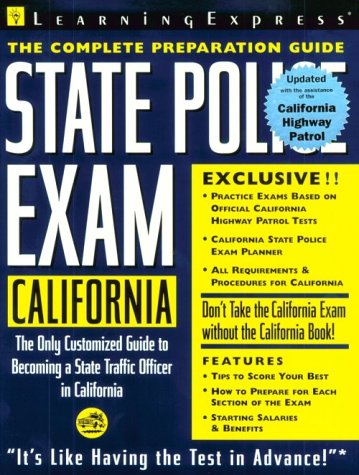 LEARNINGEXPRESS®
THE COMPLETE PREPARATION GUIDE
STATE POLICE
EXAM
CALIFORNIA
The Only Customized Guide to
Becoming a State Traffic Officer
in California
Updated
with the assistance
of the
California
Highway
Patrol
EXCLUSIVE!!
• PRACTICE EXAMS BASED ON
OFFICIAL CALIFORNIA
HIGHWAY PATROL TESTS
• CALIFORNIA STATE POLICE
EXAM PLANNER
• ALL REQUIREMENTS &
PROCEDURES FOR CALIFORNIA
Don't Take the California Exam
without the California Book!
FEATURES
• TIPS TO SCORE YOUR BEST
• HOW TO PREPARE FOR EACH
SECTION OF THE EXAM
• STARTING SALARIES
& BENEFITS
"It's Like Having the Test in Advance!"*